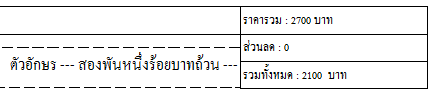 ราคารวม : 2700 บาท
ส่วนลด : 0
ตัวอักษร --- สองพันหนึ่งร้อยบาทถ้วน ---
รวมทั้งหมด : 2100 บาท